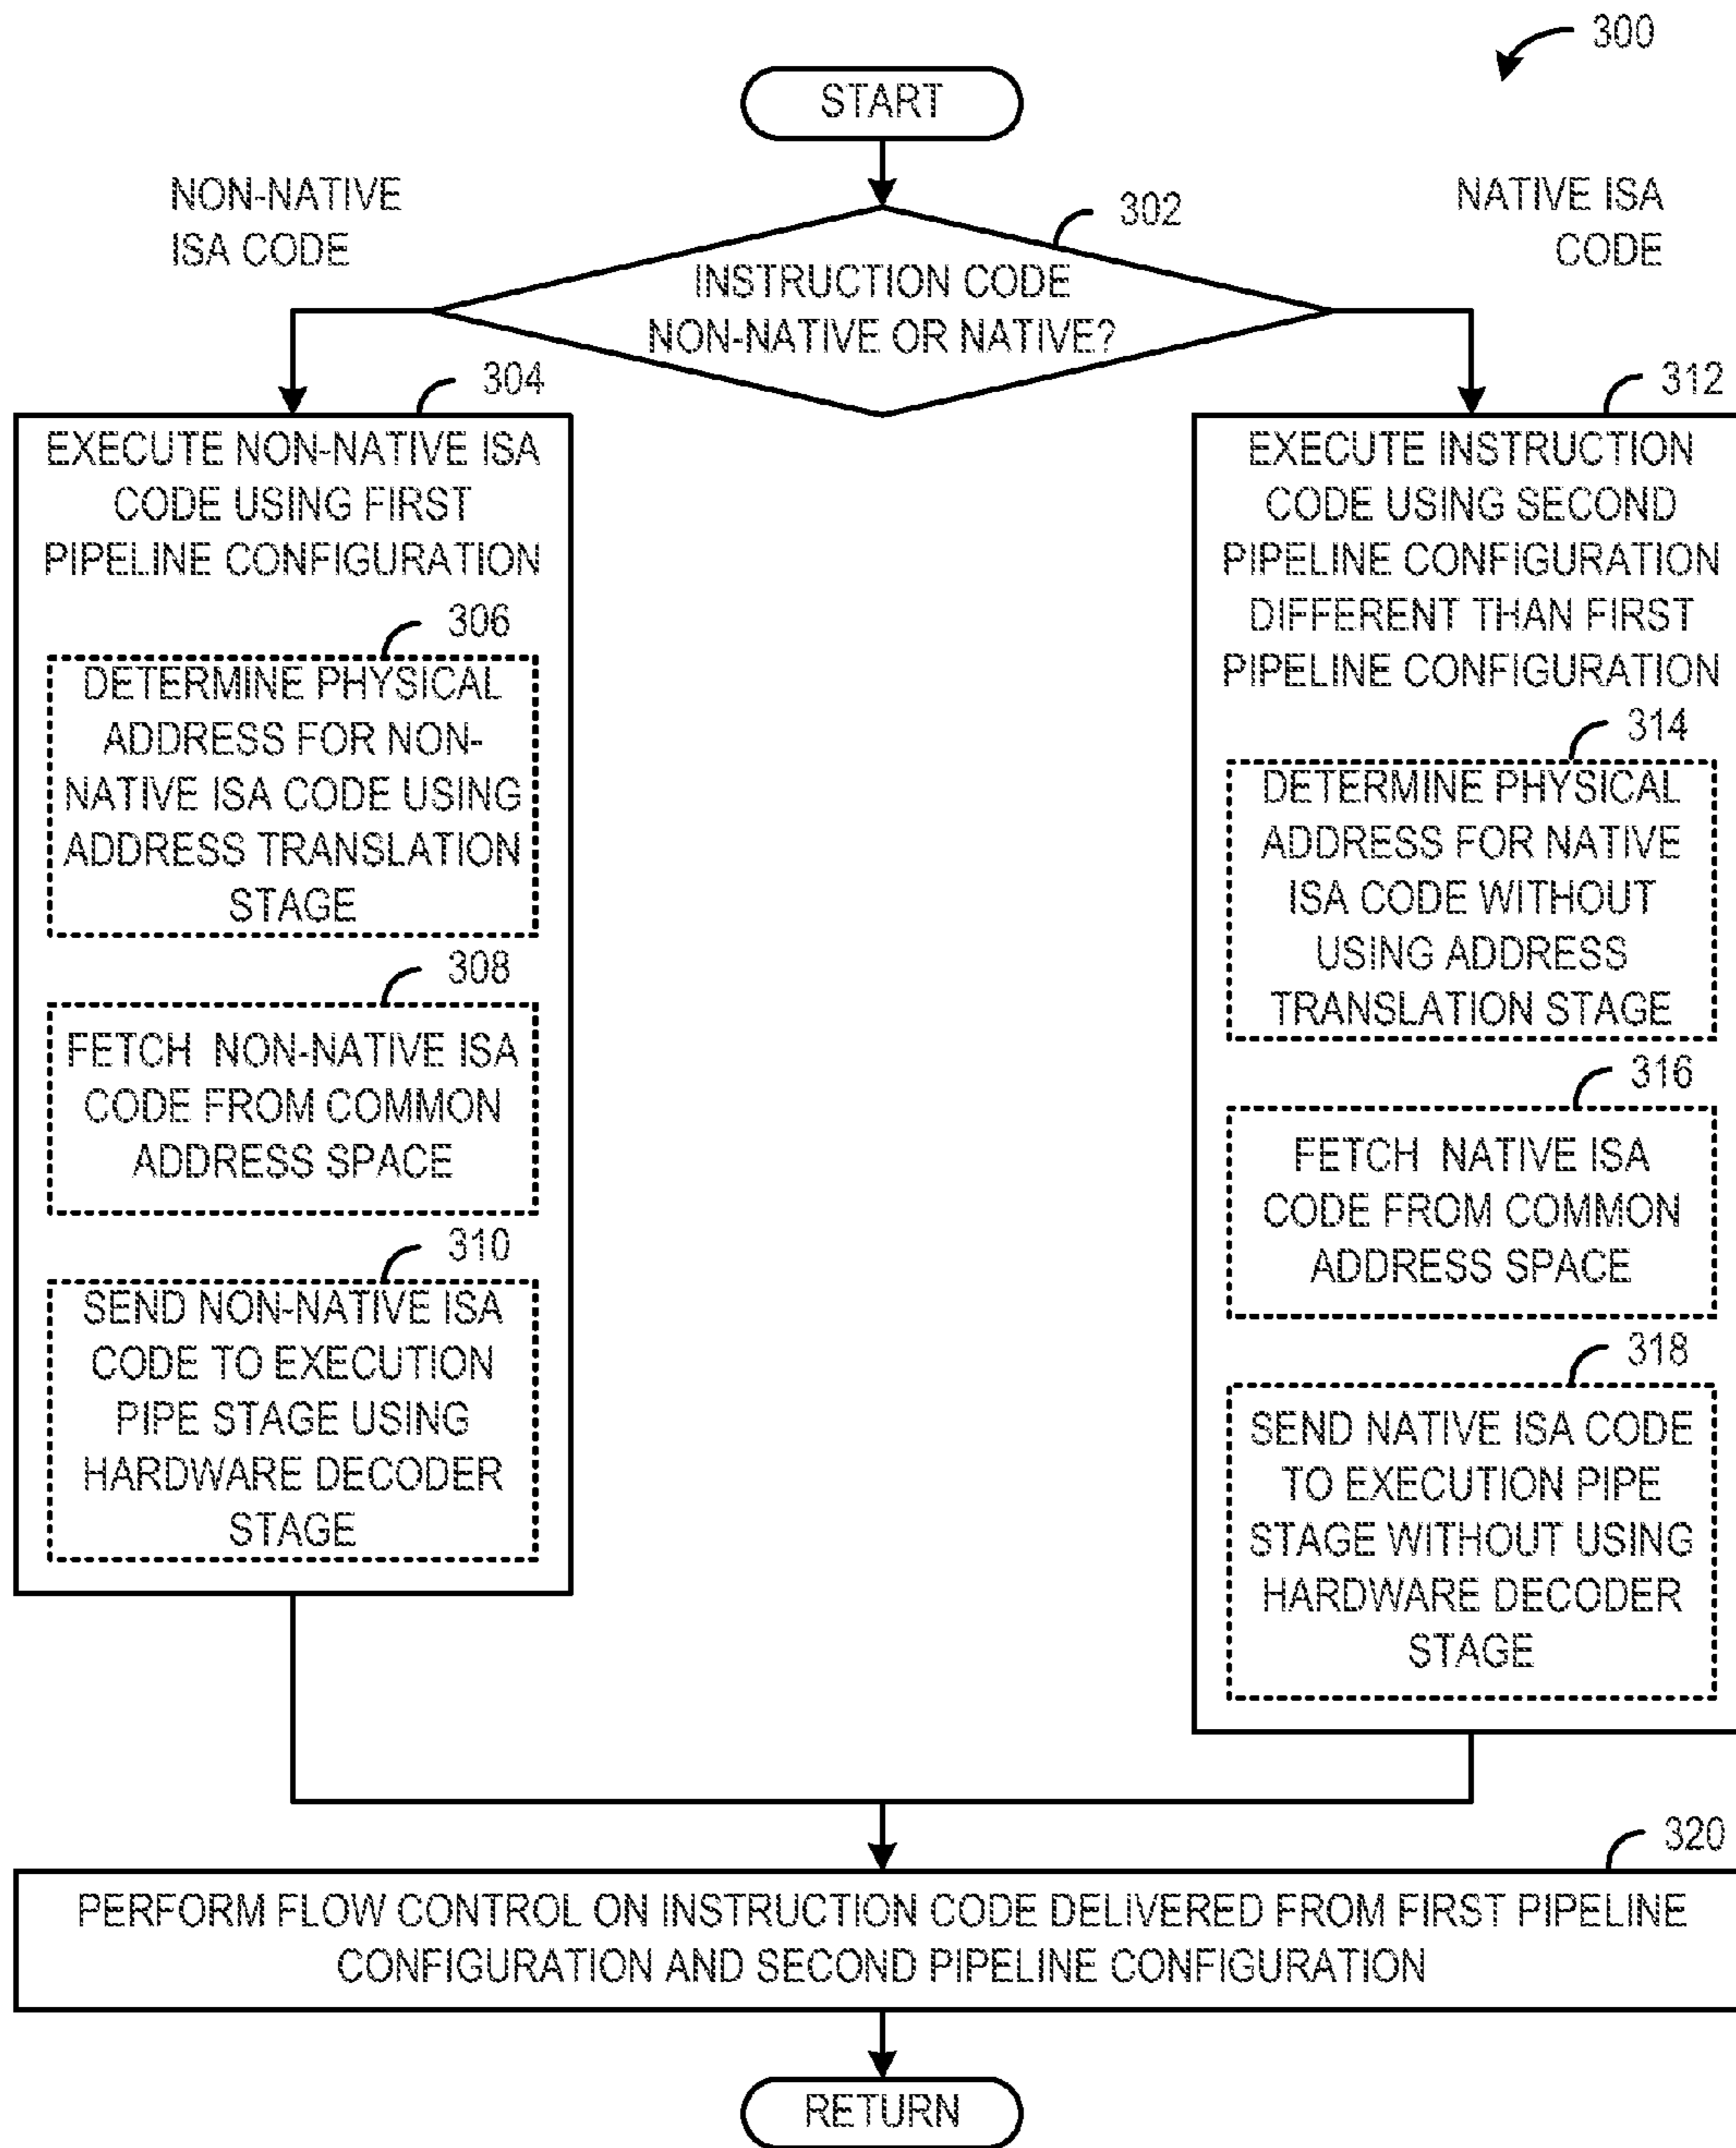 300
START
NON-NATIVE
ISA CODE
302
NATIVE ISA
CODE
INSTRUCTION CODE
NON-NATIVE OR NATIVE?
304
EXECUTE NON-NATIVE ISA
CODE USING FIRST
PIPELINE CONFIGURATION
306
DETERMINE PHYSICAL
ADDRESS FOR NON-
NATIVE ISA CODE USING
ADDRESS TRANSLATION
STAGE
308
FETCH NON-NATIVE ISA
CODE FROM COMMON
ADDRESS SPACE
310
SEND NON-NATIVE ISA
CODE TO EXECUTION
PIPE STAGE USING
HARDWARE DECODER
STAGE
312
EXECUTE INSTRUCTION
CODE USING SECOND
PIPELINE CONFIGURATION
DIFFERENT THAN FIRST
PIPELINE CONFIGURATION
314
DETERMINE PHYSICAL
ADDRESS FOR NATIVE
ISA CODE WITHOUT
USING ADDRESS
TRANSLATION STAGE
316
FETCH NATIVE ISA
CODE FROM COMMON
ADDRESS SPACE
318
SEND NATIVE ISA CODE
TO EXECUTION PIPE
STAGE WITHOUT USING
HARDWARE DECODER
STAGE
320
PERFORM FLOW CONTROL ON INSTRUCTION CODE DELIVERED FROM FIRST PIPELINE
CONFIGURATION AND SECOND PIPELINE CONFIGURATION
RETURN